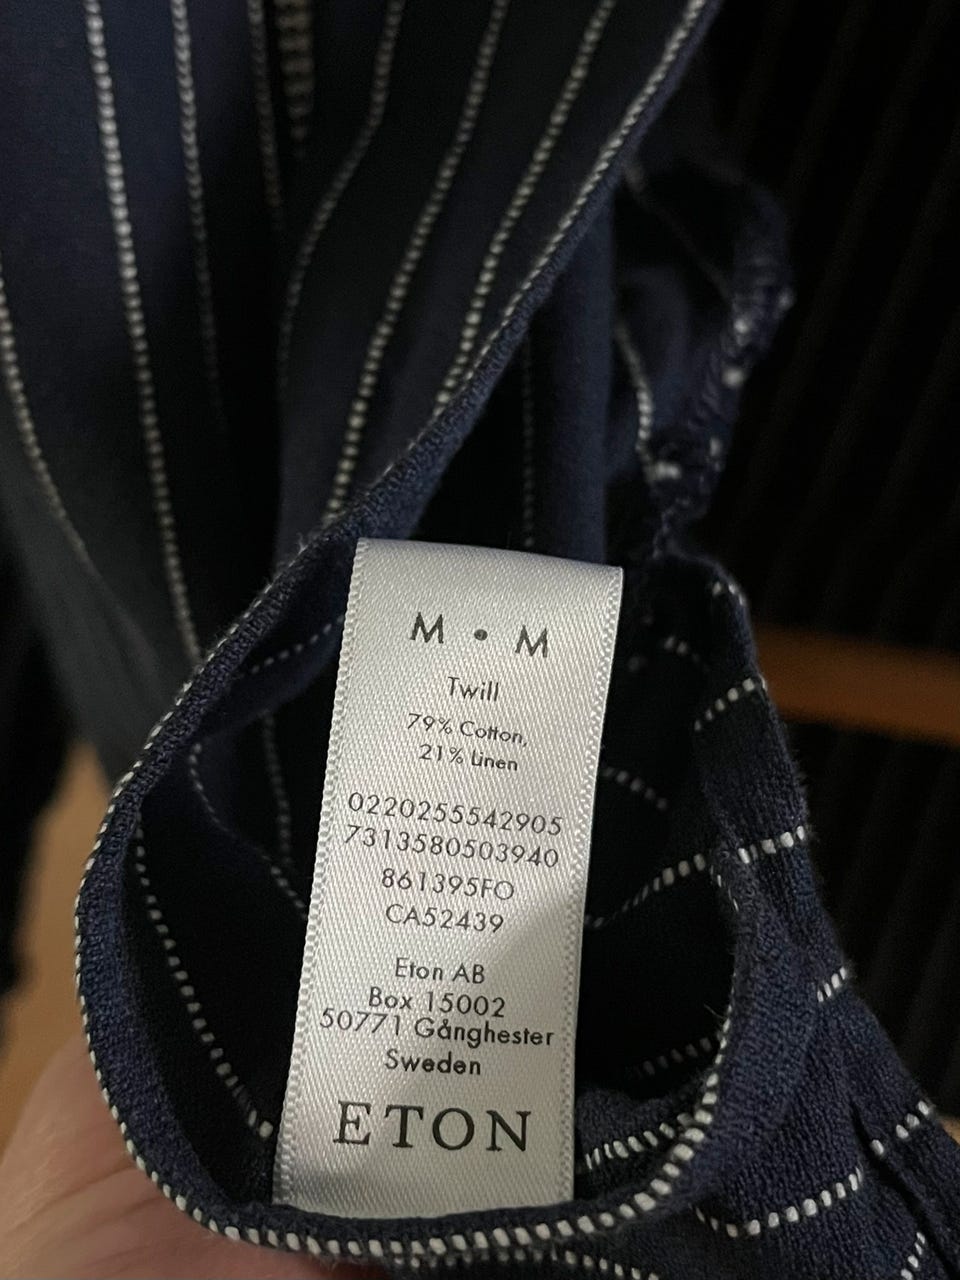 M • M
Twill
79% Cotton,
21% Linen
0220255542905
7313580503940
861395FO
CA52439
Eton AB
Box 15002
50771 Gånghester
Sweden
ETON